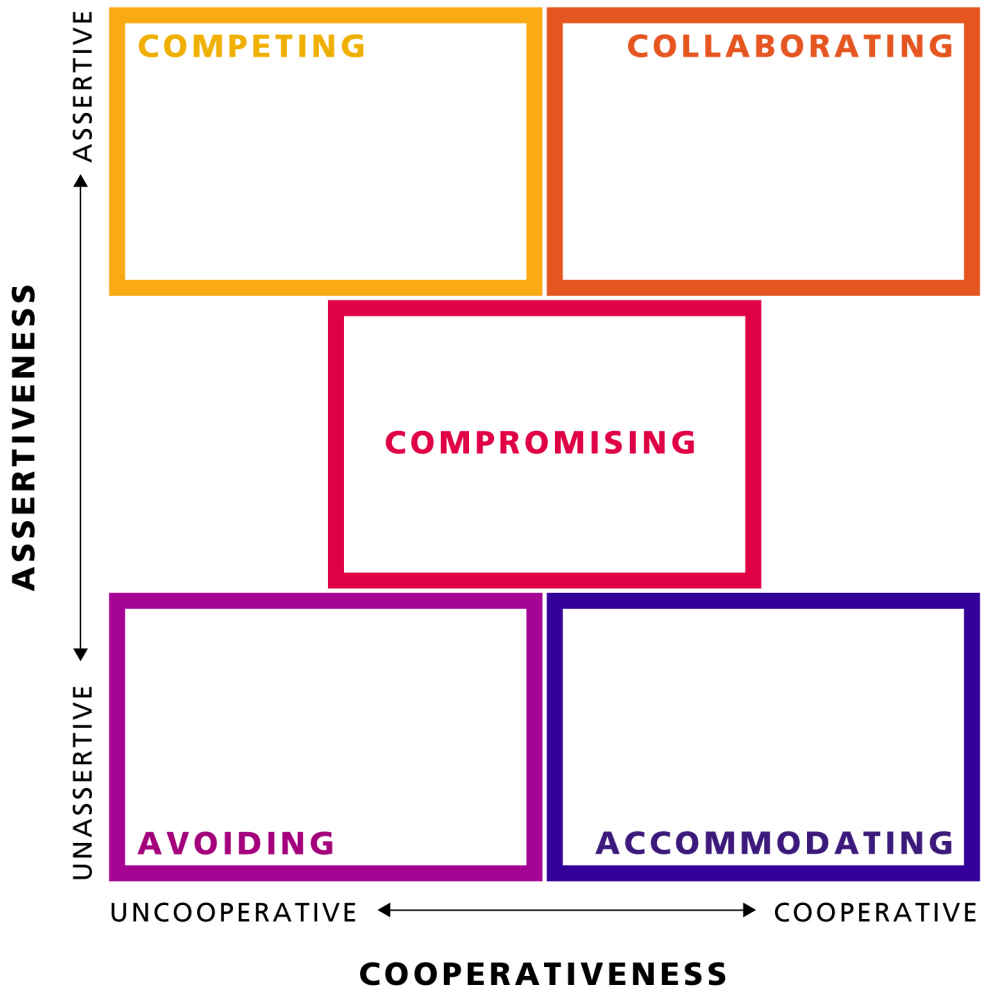 ASSERTIVE
COMPETING
COLLABORATING
ASSERTIVENESS
COMPROMISING
UNASSERTIVE
AVOIDING
ACCOMMODATING
UNCOOPERATIVE
COOPERATIVE
COOPERATIVENESS